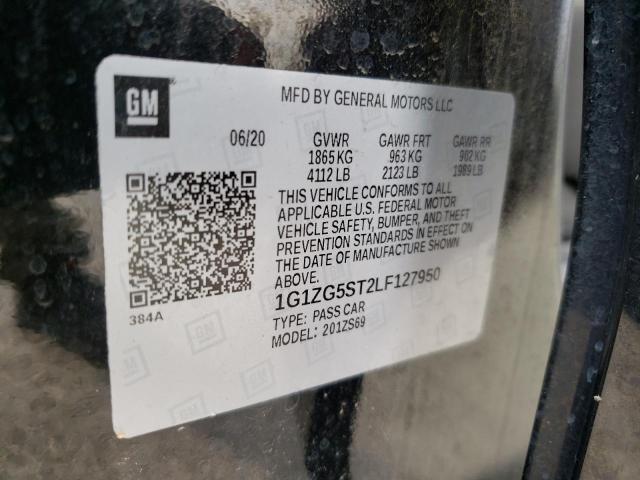 GM
MFD BY GENERAL MOTORS LLC
06/20 GVWR GAWR FRT GAWR RR
1865 KG 963 KG 902 KG
4112 LB 2123 LB 1989 LB
THIS VEHICLE CONFORMS TO ALL
APPLICABLE U.S. FEDERAL MOTOR
VEHICLE SAFETY, BUMPER, AND THEFT
PREVENTION STANDARDS IN EFFECT ON
THE DATE OF MANUFACTURE SHOWN
ABOVE.
1G1ZG5ST2LF127950
TYPE: PASS CAR
MODEL: 201ZS69
384A